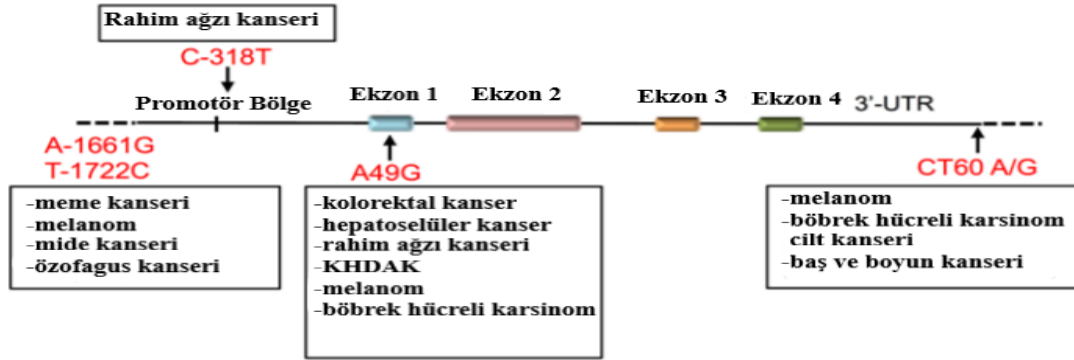 Rahim ağzı kanseri
C-318T
Promotör Bölge
Ekzon 1
Ekzon 2
Ekzon 3
Ekzon 4
3'-UTR
A-1661G
T-1722C
A49G
CT60 A/G
-meme kanseri
-melanom
-mide kanseri
-özofagus kanseri
-kolorektal kanser
-hepatoselüler kanser
-rahim ağzı kanseri
-KHDAK
-melanom
-böbrek hücreli karsinom
-melanom
-böbrek hücreli karsinom
cilt kanseri
-baş ve boyun kanseri